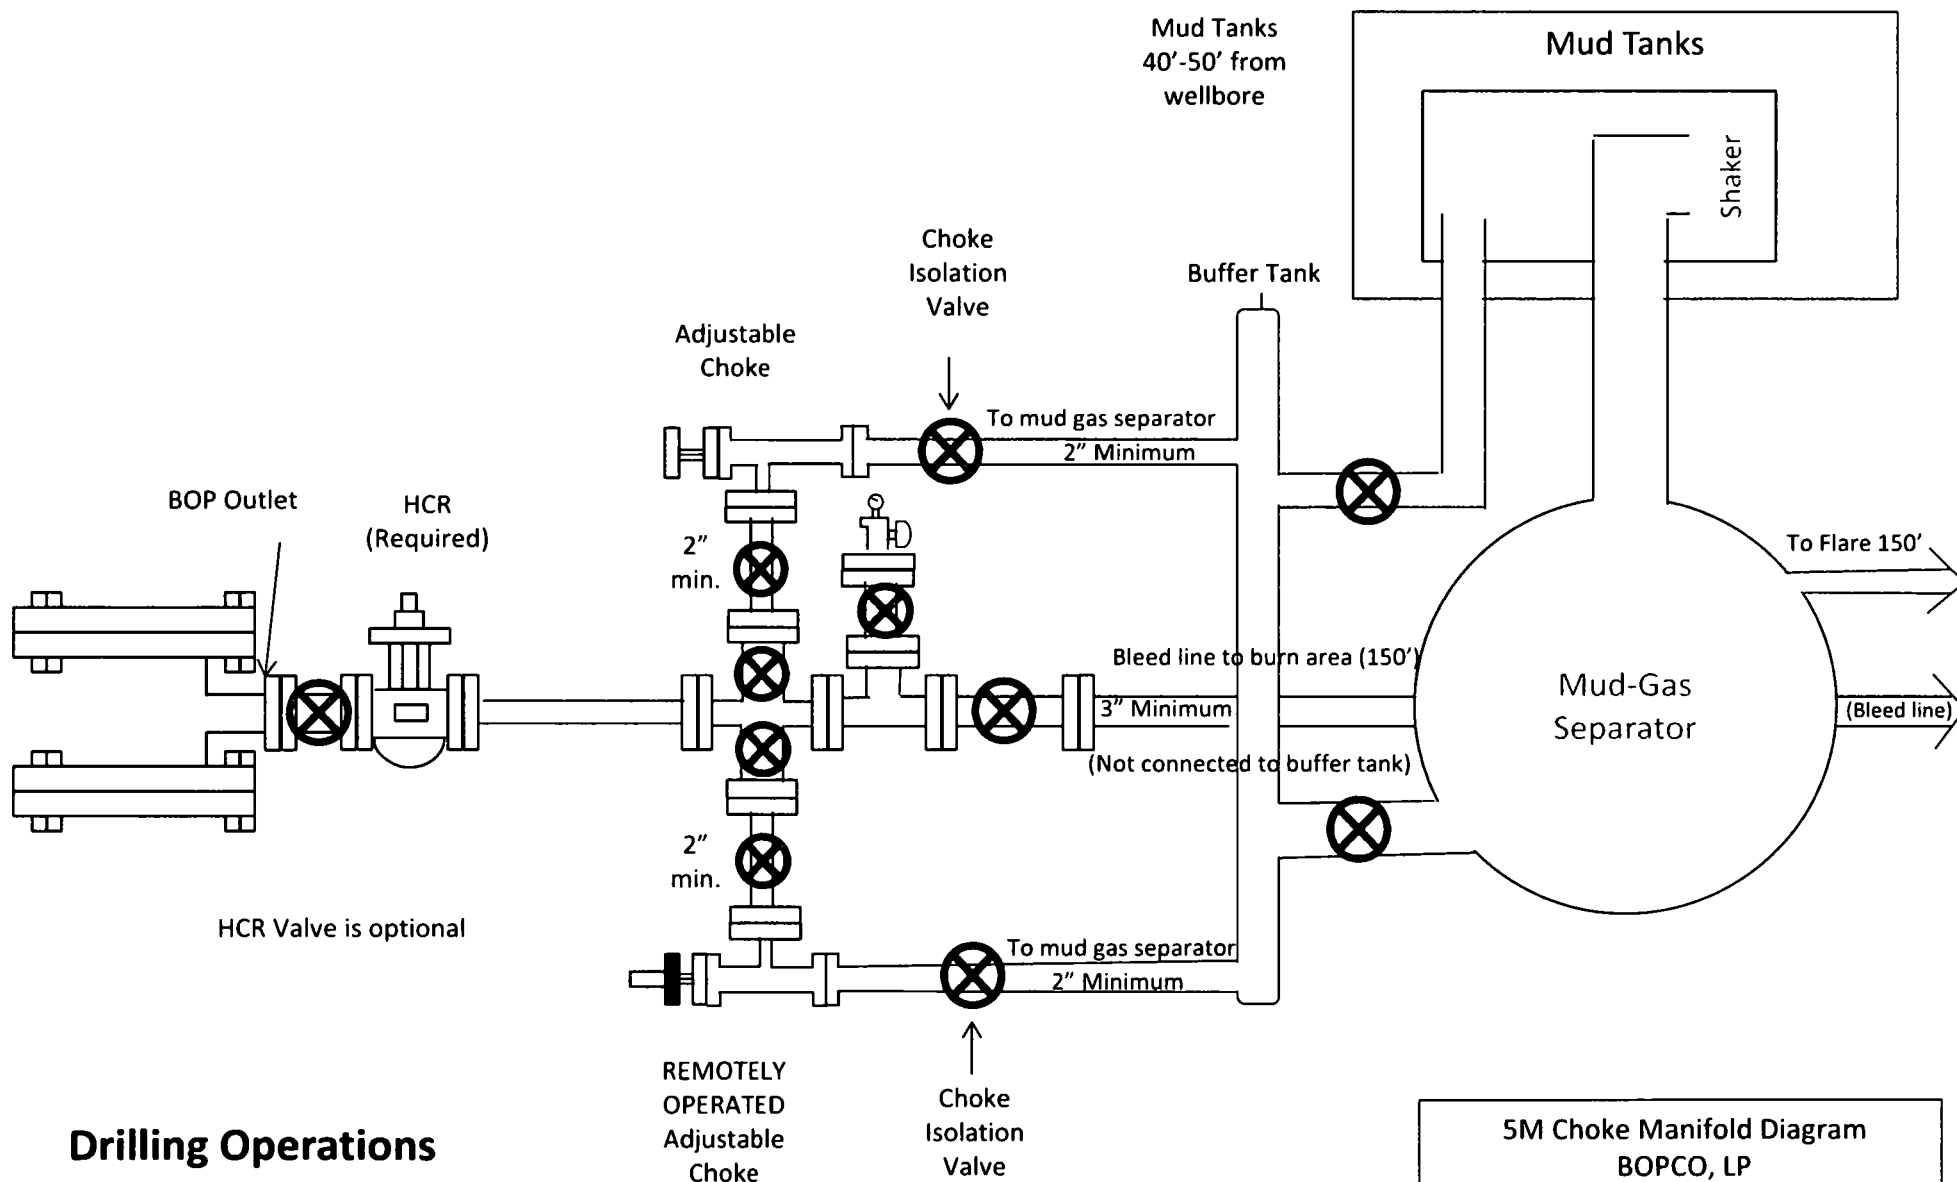 Mud Tanks
40’-50’ from
wellbore
Mud Tanks
Shaker
Choke
Isolation
Valve
Buffer Tank
Adjustable
Choke
To mud gas separator
2” Minimum
BOP Outlet
HCR
(Required)
2”
min.
To Flare 150’
Bleed line to burn area (150’)
3” Minimum
Mud-Gas
Separator
(Bleed line)
(Not connected to buffer tank)
2”
min.
HCR Valve is optional
To mud gas separator
2” Minimum
REMOTELY
OPERATED
Adjustable
Choke
Choke
Isolation
Valve
Drilling Operations
5M Choke Manifold Diagram
BOPCO, LP